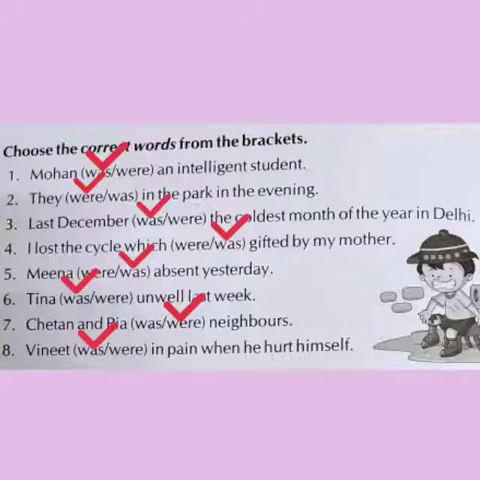 Choose the correct words from the brackets.
1. Mohan (was/were) an intelligent student.
2. They (were/was) in the park in the evening.
3. Last December (was/were) the coldest month of the year in Delhi.
4. I lost the cycle which (were/was) gifted by my mother.
5. Meena (were/was) absent yesterday.
6. Tina (was/were) unwell last week.
7. Chetan and Ria (was/were) neighbours.
8. Vineet (was/were) in pain when he hurt himself.